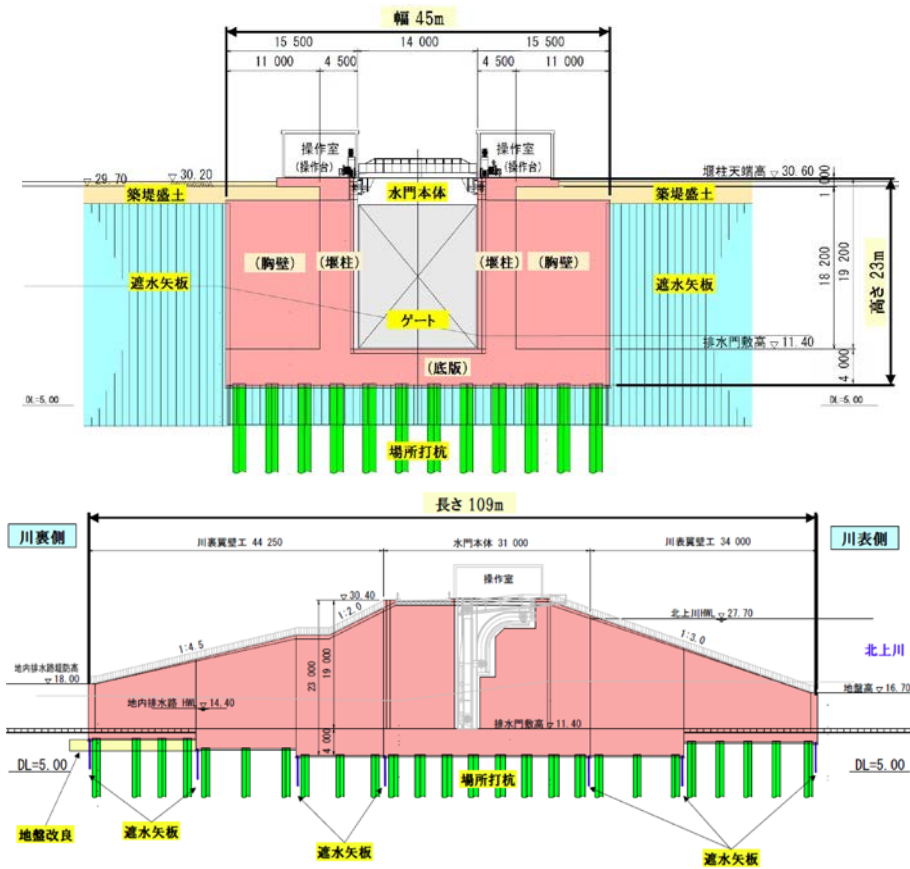 幅 45m
15 500
14 000
15 500
11 000
4 500
4 500
11 000
操作室
(操作台)
操作室
(操作台)
29.70
30.20
堰柱天端高 30.60
築堤盛土
水門本体
築堤盛土
1 000
(胸壁)
(堰柱)
(堰柱)
(胸壁)
遮水矢板
遮水矢板
18 200
19 200
高さ 23m
ゲート
排水門敷高 11.40
(底版)
4 000
DL=5.00
DL=5.00
場所打杭
長さ 109m
川裏側
川表側
川裏翼壁工 44 250
水門本体 31 000
川表翼壁工 34 000
操作室
30.40
1:2.0
北上川HWL 27.70
1:4.5
1:3.0
北上川
地内排水路堤防高
18.00
23 000
19 000
地盤高 16.70
地内排水路 HWL 14.40
排水門敷高 11.40
4 000
DL=5.00
場所打杭
DL=5.00
地盤改良
遮水矢板
遮水矢板
遮水矢板